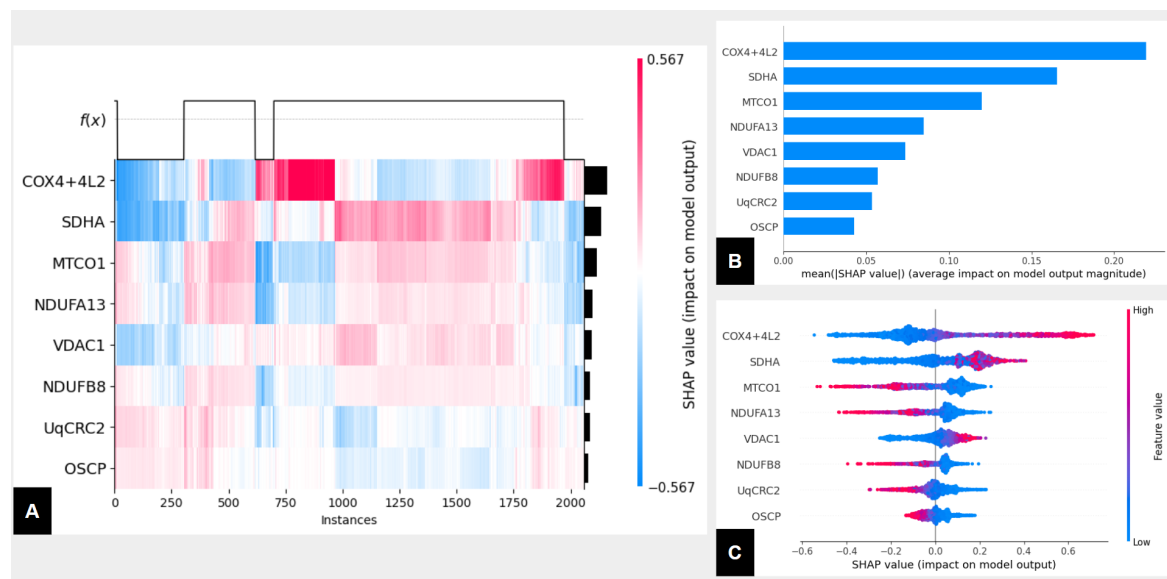 f(x)
COX4+4L2
SDHA
MTCO1
NDUFA13
VDAC1
NDUFB8
UqCRC2
OSCP
0 250 500 750 1000 1250 1500 1750 2000
Instances
0.567
−0.567
SHAP value (impact on model output)
A
COX4+4L2
SDHA
MTCO1
NDUFA13
VDAC1
NDUFB8
UqCRC2
OSCP
0.00 0.05 0.10 0.15 0.20
mean(|SHAP value|) (average impact on model output magnitude)
B
COX4+4L2
SDHA
MTCO1
NDUFA13
VDAC1
NDUFB8
UqCRC2
OSCP
−0.6 −0.4 −0.2 0.0 0.2 0.4 0.6
SHAP value (impact on model output)
High
Low
Feature value
C